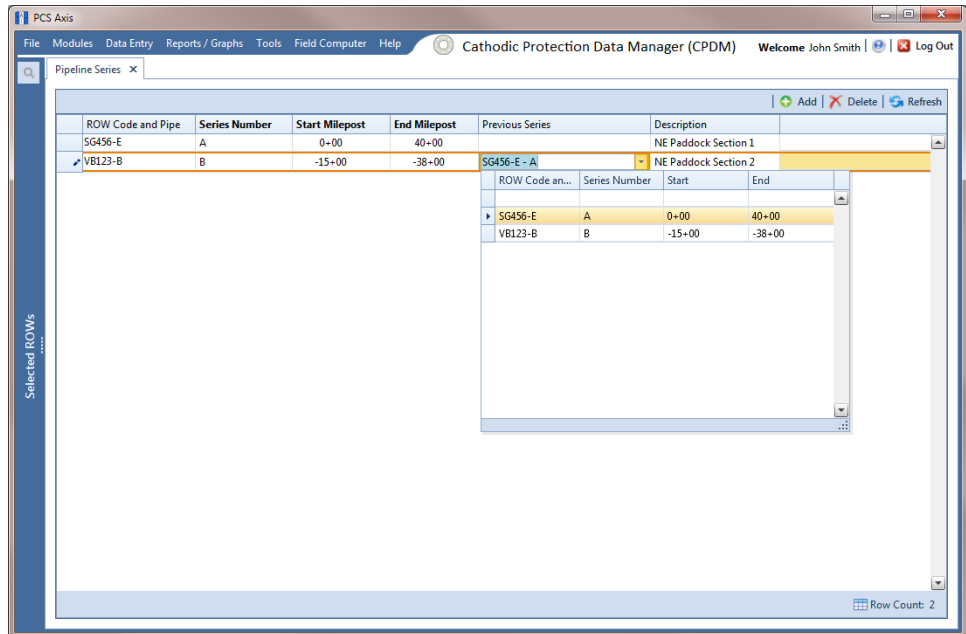 PCS Axis
File Modules Data Entry Reports / Graphs Tools Field Computer Help Cathodic Protection Data Manager (CPDM) Welcome John Smith Log Out
Pipeline Series
Add Delete Refresh
ROW Code and Pipe Series Number Start Milepost End Milepost Previous Series Description
SG456-E A 0+00 40+00 NE Paddock Section 1
VB123-B B -15+00 -38+00 SG456-E - A NE Paddock Section 2
ROW Code an... Series Number Start End
SG456-E A 0+00 40+00
VB123-B B -15+00 -38+00
Selected ROWs
Row Count: 2